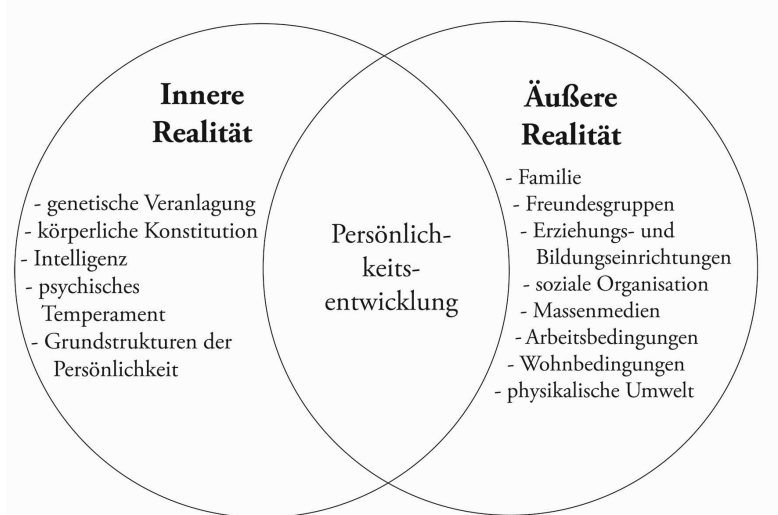 Innere
Realität
- genetische Veranlagung
- körperliche Konstitution
- Intelligenz
- psychisches
Temperament
- Grundstrukturen der
Persönlichkeit
Persönlich-
keits-
entwicklung
Äußere
Realität
- Familie
- Freundesgruppen
- Erziehungs- und
Bildungseinrichtungen
- soziale Organisation
- Massenmedien
- Arbeitsbedingungen
- Wohnbedingungen
- physikalische Umwelt